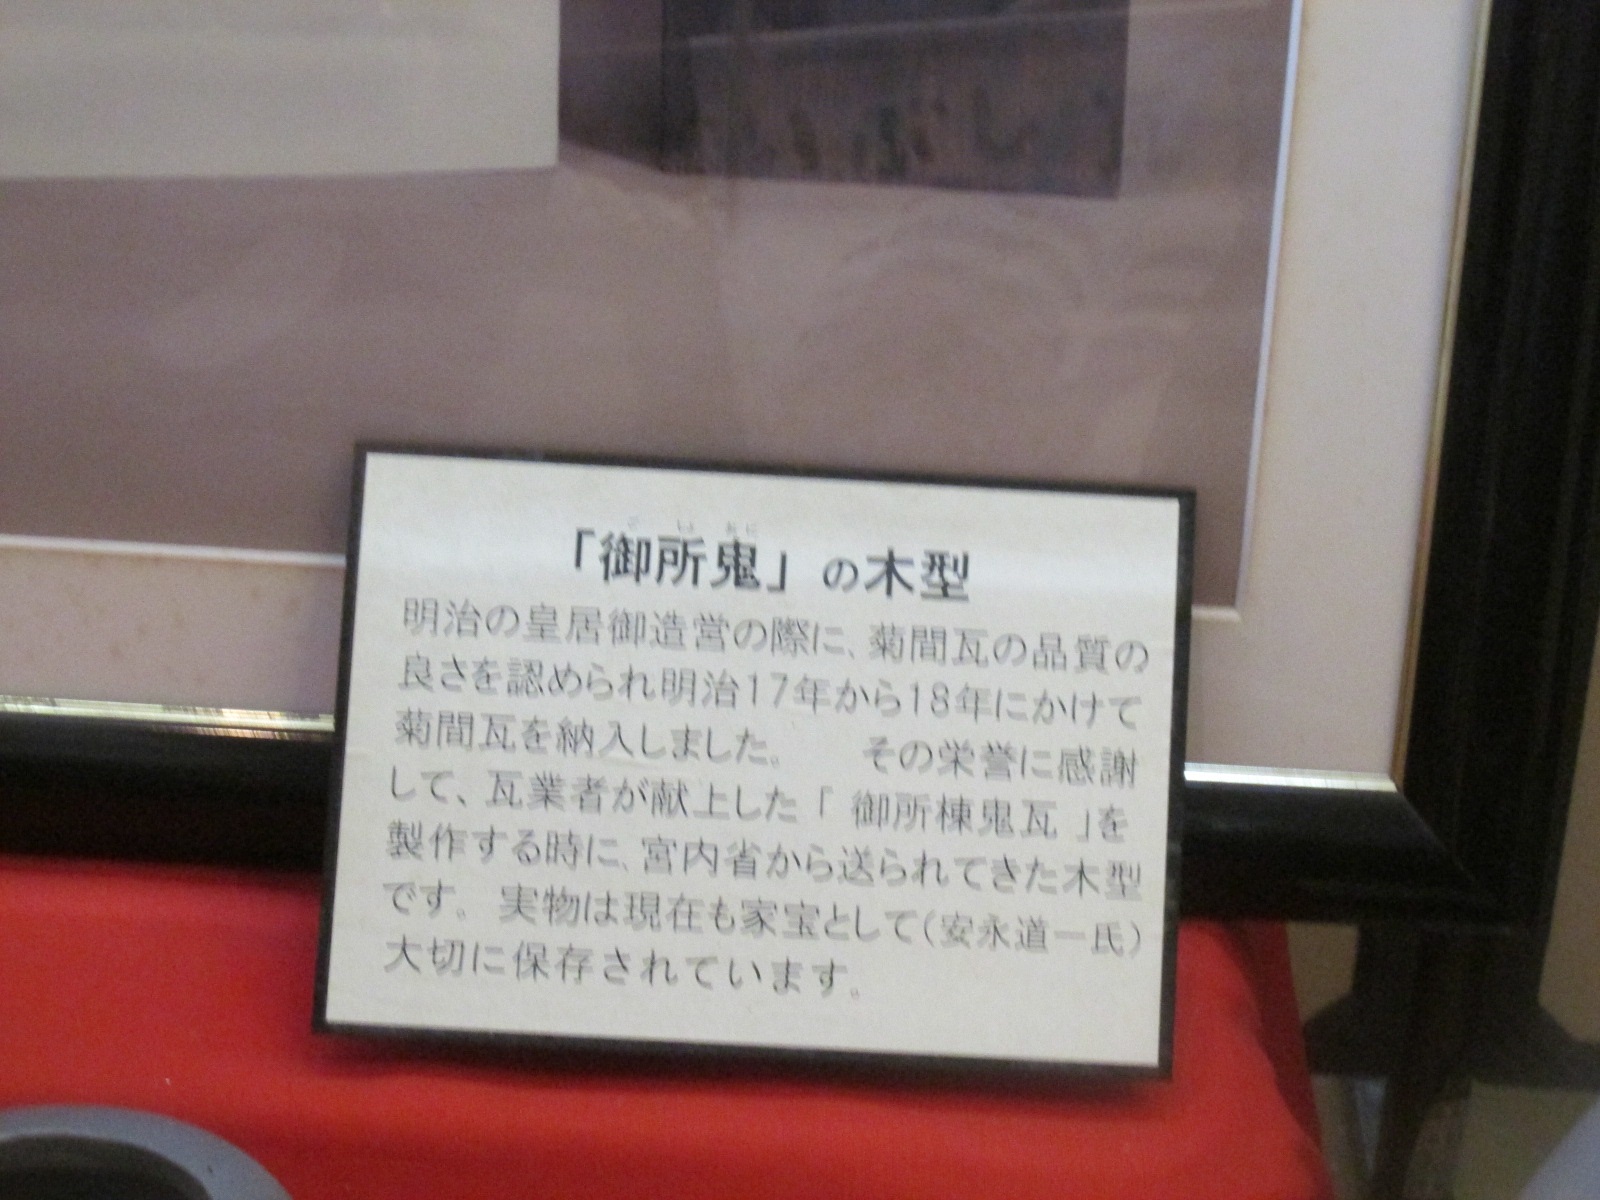 「御所鬼」の木型
明治の皇居御造営の際に、菊間瓦の品質の
良さを認められ明治17年から18年にかけて
菊間瓦を納入しました。　その栄誉に感謝
して、瓦業者が献上した「御所棟鬼瓦」を
製作する時に、宮内省から送られてきた木型
です。実物は現在も家宝として(安永道一氏)
大切に保存されています。